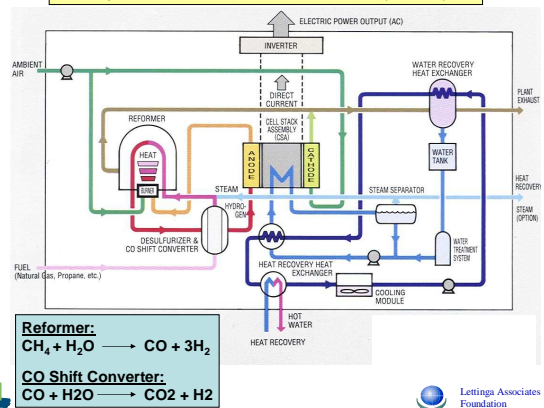 ELECTRIC POWER OUTPUT (AC)
INVERTER
AMBIENT
AIR
WATER RECOVERY
HEAT EXCHANGER
DIRECT
CURRENT
PLANT
EXHAUST
REFORMER
CELL STACK
ASSEMBLY
(CSA)
HEAT
BURNER
ANODE
CATHODE
WATER
TANK
STEAM
STEAM SEPARATOR
HEAT
RECOVERY
HYDRO-
GEN
STEAM
(OPTION)
DESULFURIZER &
CO SHIFT CONVERTER
WATER
TREATMENT
SYSTEM
FUEL
(Natural Gas, Propane, etc.)
HEAT RECOVERY HEAT
EXCHANGER
COOLING
MODULE
HOT
WATER
HEAT RECOVERY
Reformer:
CH4 + H2O → CO + 3H2
CO Shift Converter:
CO + H2O → CO2 + H2
Lettinga Associates
Foundation